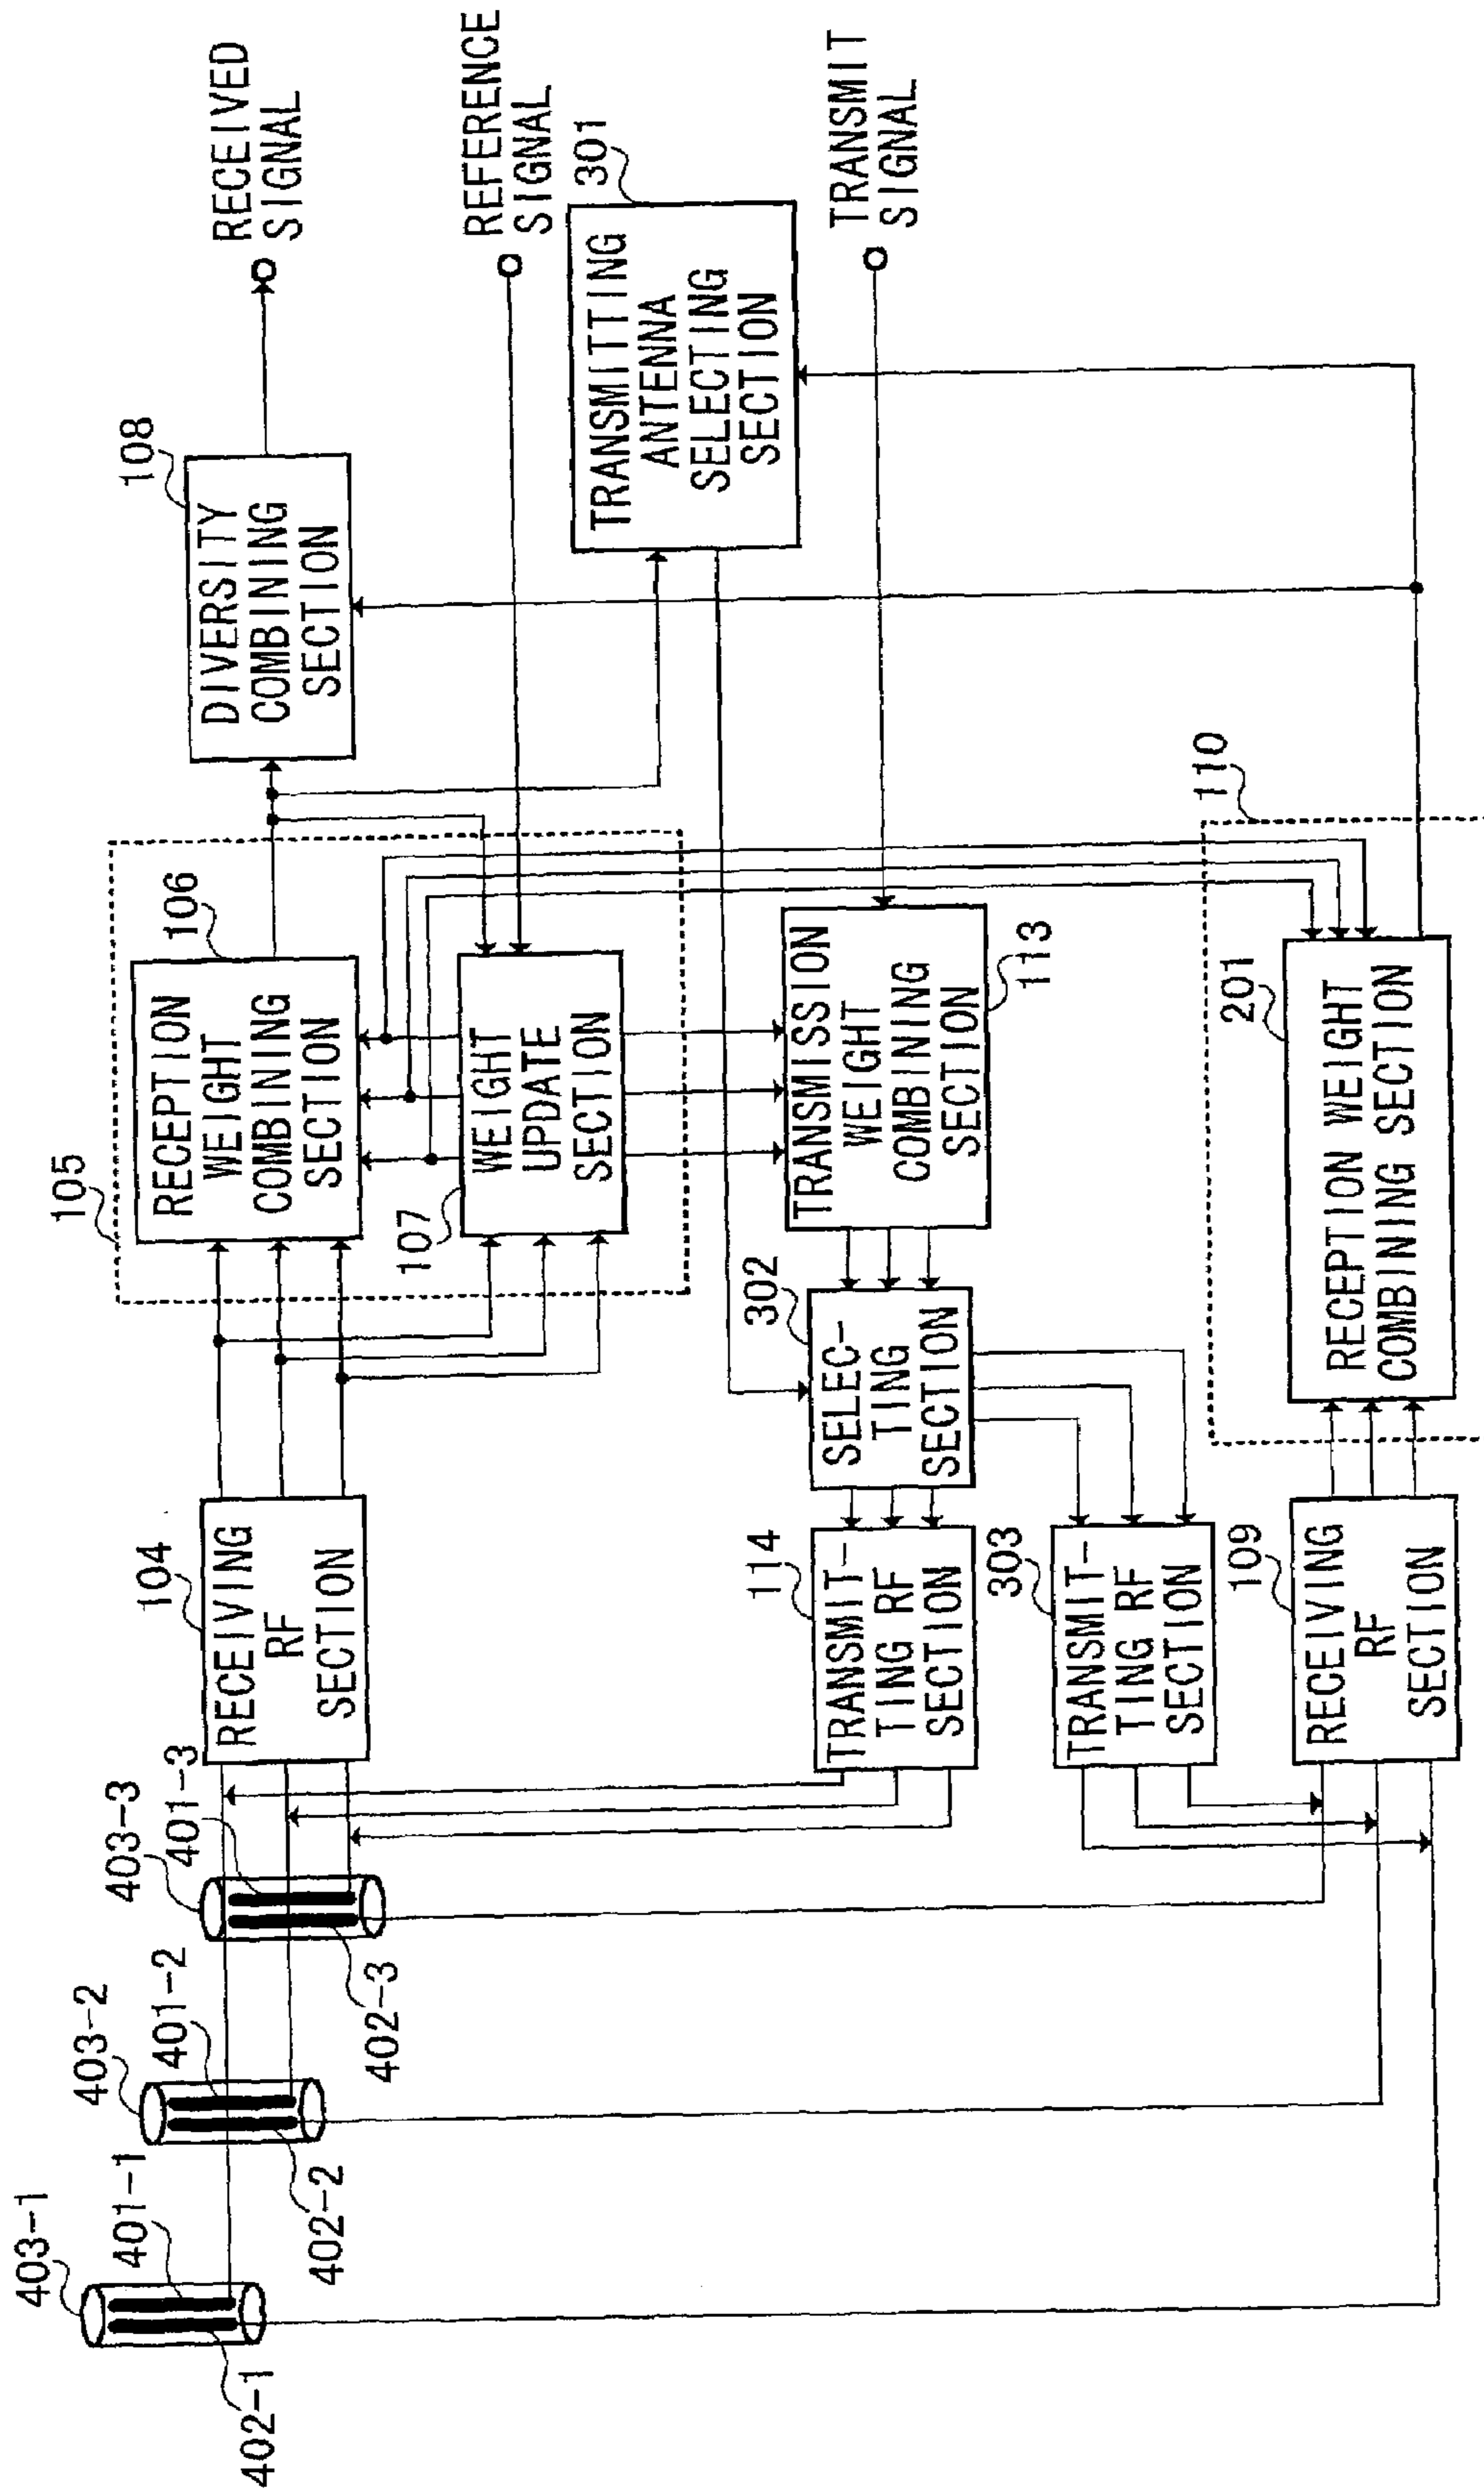 403-1
401-1
402-1
403-2
401-2
402-2
403-3
401-3
402-3
104
RECEIVING
RF
SECTION
105
106
RECEPTION
WEIGHT
COMBINING
SECTION
107
WEIGHT
UPDATE
SECTION
108
DIVERSITY
COMBINING
SECTION
RECEIVED
SIGNAL
REFERENCE
SIGNAL
301
TRANSMITTING
ANTENNA
SELECTING
SECTION
TRANSMIT
SIGNAL
114
TRANSMIT-
TING RF
SECTION
302
SELEC-
TING
SECTION
TRANSMISSION
WEIGHT
COMBINING
SECTION
113
303
TRANSMIT-
TING RF
SECTION
109
RECEIVING
RF
SECTION
110
201
RECEPTION WEIGHT
COMBINING SECTION